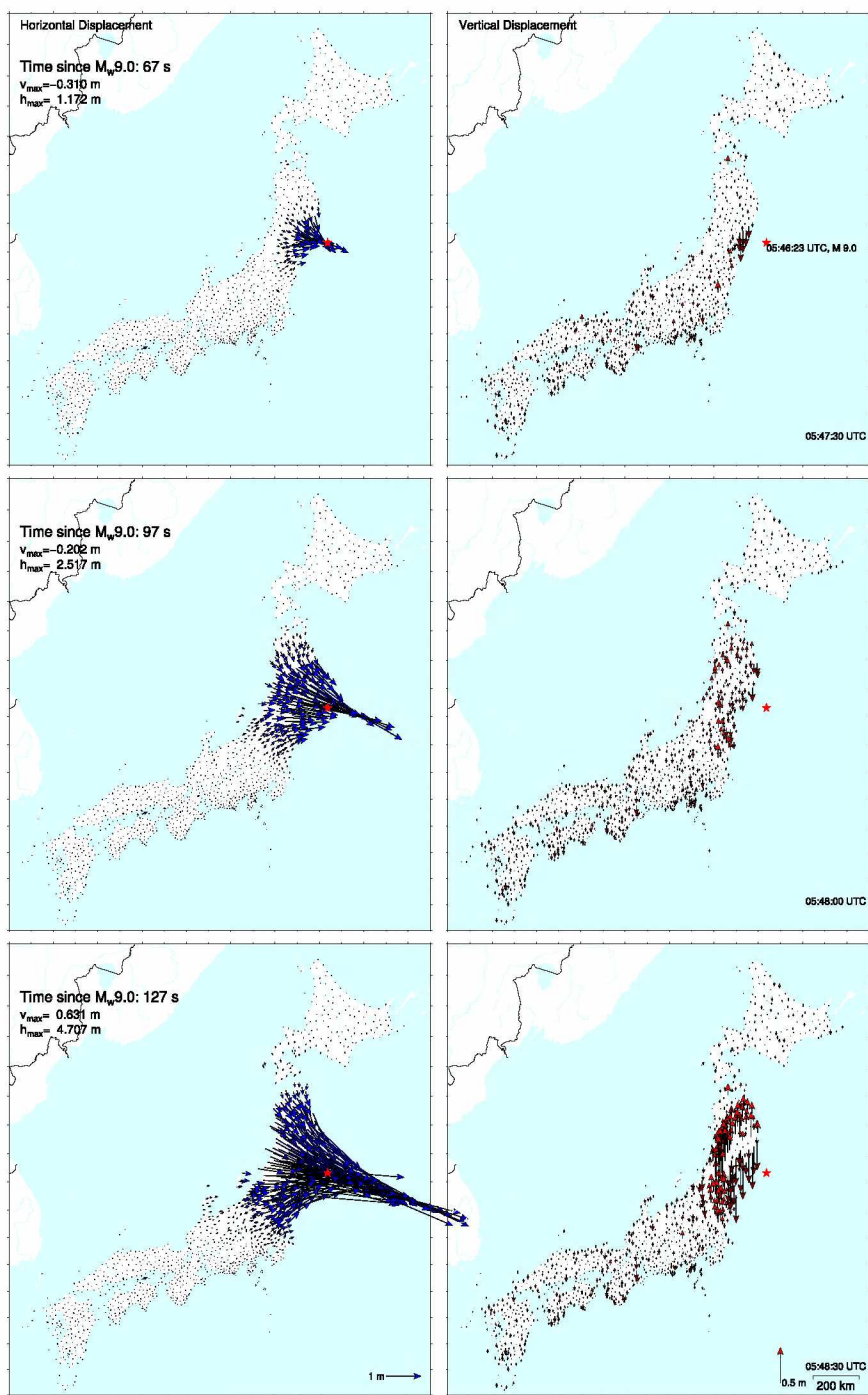 Horizontal Displacement
Time since Mw9.0: 67 s
vmax=−0.310 m
hmax= 1.172 m
Vertical Displacement
05:46:23 UTC, M 9.0
05:47:30 UTC
Time since Mw9.0: 97 s
vmax=−0.202 m
hmax= 2.517 m
05:48:00 UTC
Time since Mw9.0: 127 s
vmax= 0.631 m
hmax= 4.707 m
1 m
05:48:30 UTC
0.5 m
200 km